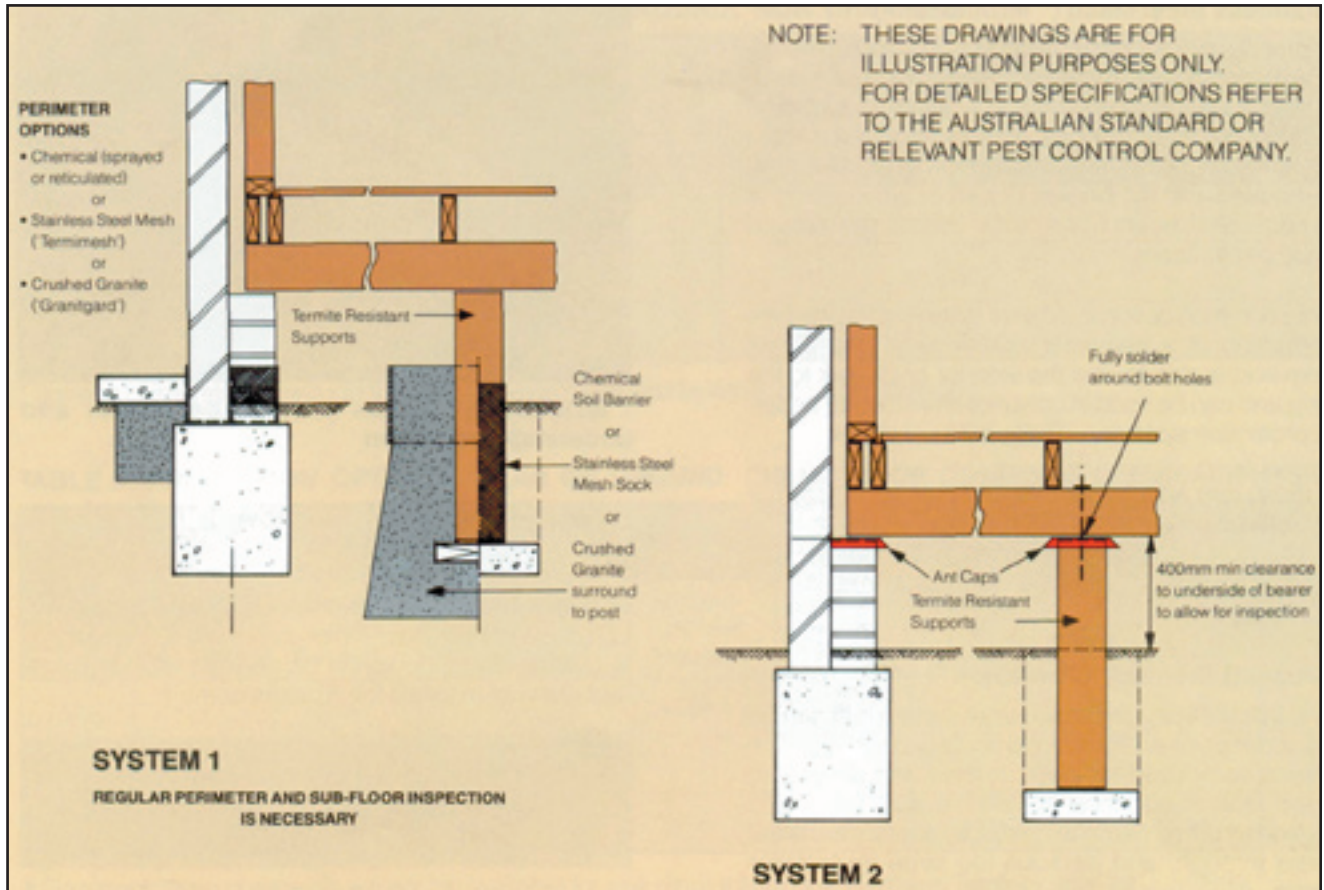 NOTE: THESE DRAWINGS ARE FOR
ILLUSTRATION PURPOSES ONLY.
FOR DETAILED SPECIFICATIONS REFER
TO THE AUSTRALIAN STANDARD OR
RELEVANT PEST CONTROL COMPANY.
PERIMETER
OPTIONS
• Chemical (sprayed
or reticulated)
or
• Stainless Steel Mesh
('Termimesh')
or
• Crushed Granite
('Granitgard')
Termite Resistant
Supports
Chemical
Soil Barrier
or
Stainless Steel
Mesh Sock
or
Crushed
Granite
surround
to post
SYSTEM 1
REGULAR PERIMETER AND SUB-FLOOR INSPECTION
IS NECESSARY
Fully solder
around bolt holes
Ant Caps
Termite Resistant
Supports
400mm min clearance
to underside of bearer
to allow for inspection
SYSTEM 2